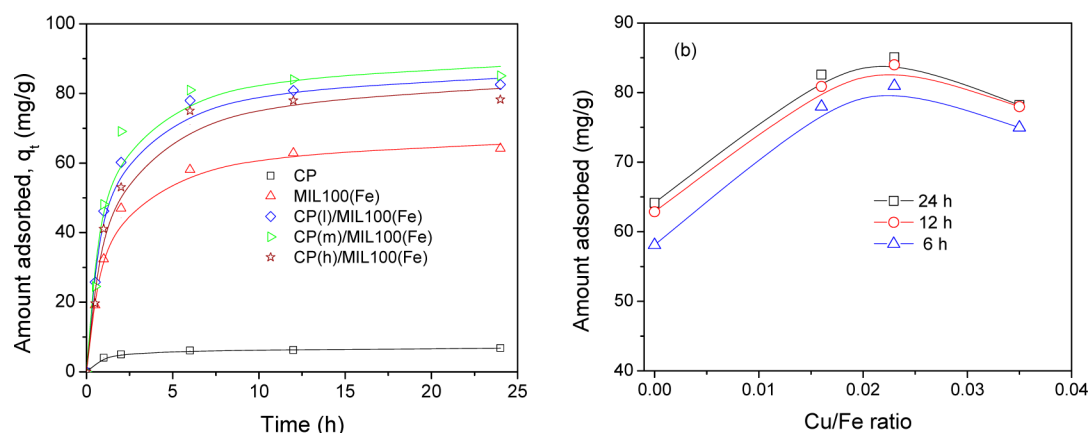 100
80
60
40
20
0
0
5
10
15
20
25
Amount adsorbed, qt (mg/g)
Time (h)
CP
MIL100(Fe)
CP(l)/MIL100(Fe)
CP(m)/MIL100(Fe)
CP(h)/MIL100(Fe)
(b)
90
80
70
60
50
40
0.00
0.01
0.02
0.03
0.04
Amount adsorbed (mg/g)
Cu/Fe ratio
24 h
12 h
6 h